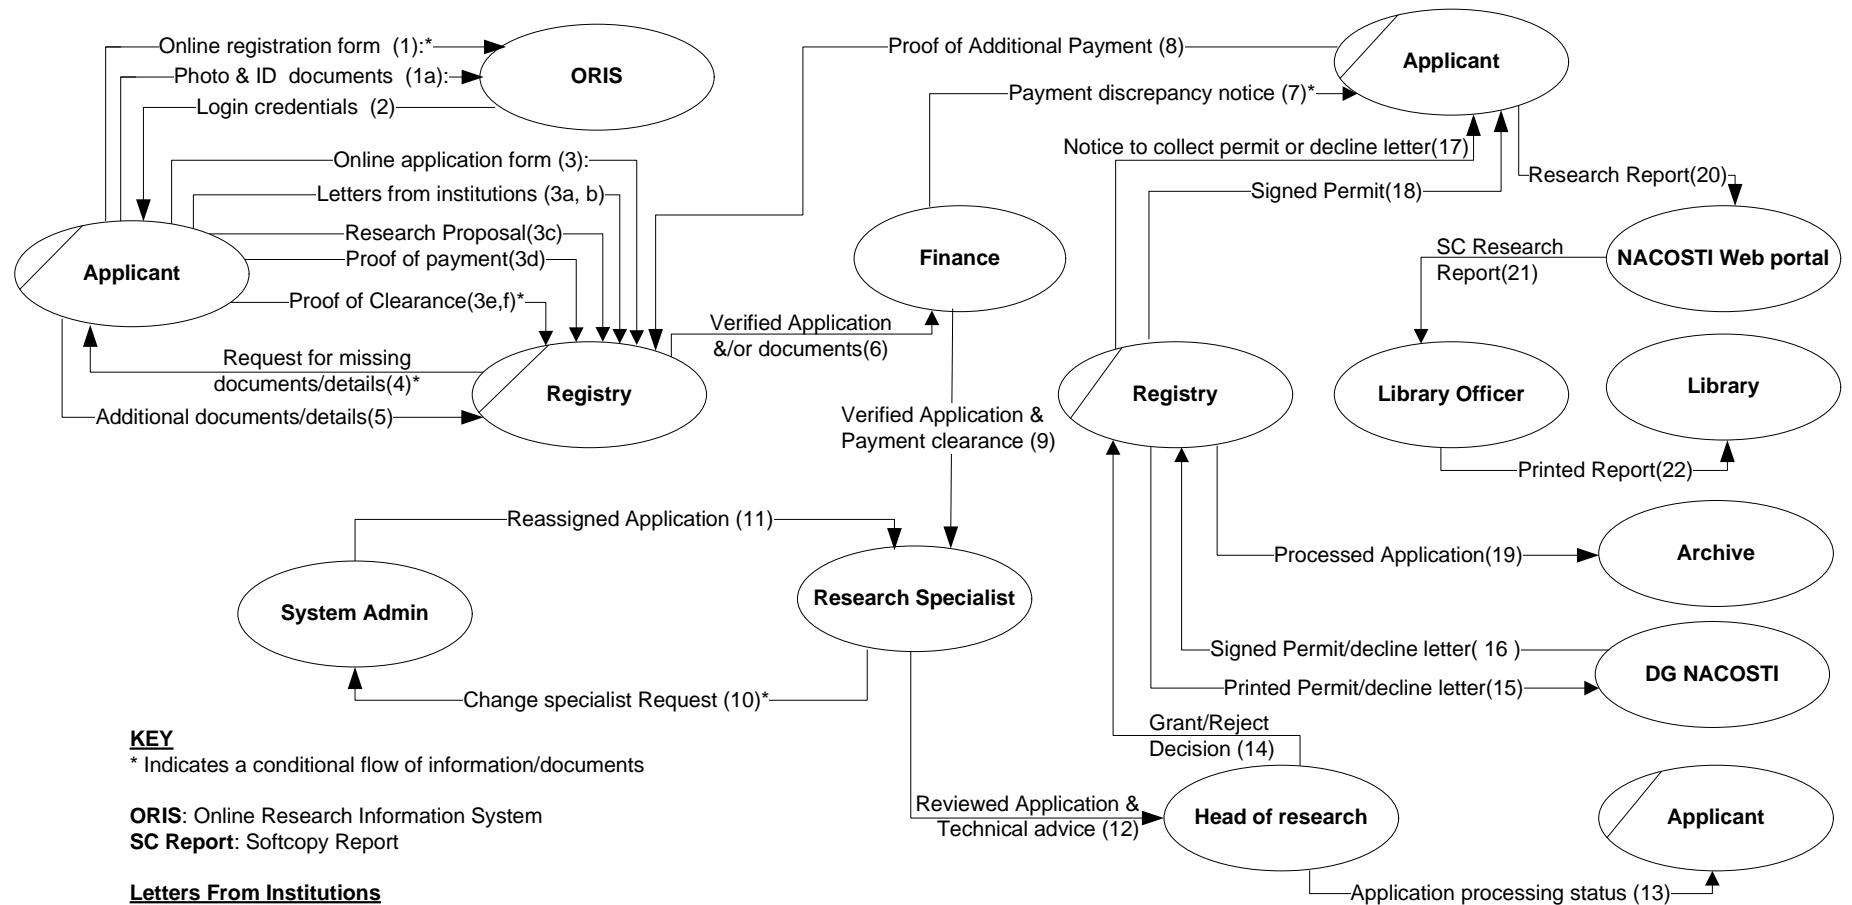 Online registration form (1):*
Photo & ID documents (1a):
Login credentials (2)
ORIS
Online application form (3):
Letters from institutions (3a, b)
Research Proposal(3c)
Proof of payment(3d)
Proof of Clearance(3e,f)*
Applicant
Request for missing
documents/details(4)*
Additional documents/details(5)
Registry
Verified Application
&/or documents(6)
Finance
Payment discrepancy notice (7)*
Proof of Additional Payment (8)
Applicant
Verified Application &
Payment clearance (9)
Notice to collect permit or decline letter(17)
Signed Permit(18)
Research Report(20)
NACOSTI Web portal
SC Research
Report(21)
Registry
Library Officer
Library
Printed Report(22)
Reassigned Application (11)
System Admin
Research Specialist
Change specialist Request (10)*
Processed Application(19)
Archive
Signed Permit/decline letter( 16 )
Printed Permit/decline letter(15)
DG NACOSTI
Grant/Reject
Decision (14)
Reviewed Application &
Technical advice (12)
Head of research
Applicant
Application processing status (13)
KEY
* Indicates a conditional flow of information/documents
ORIS: Online Research Information System
SC Report: Softcopy Report
Letters From Institutions